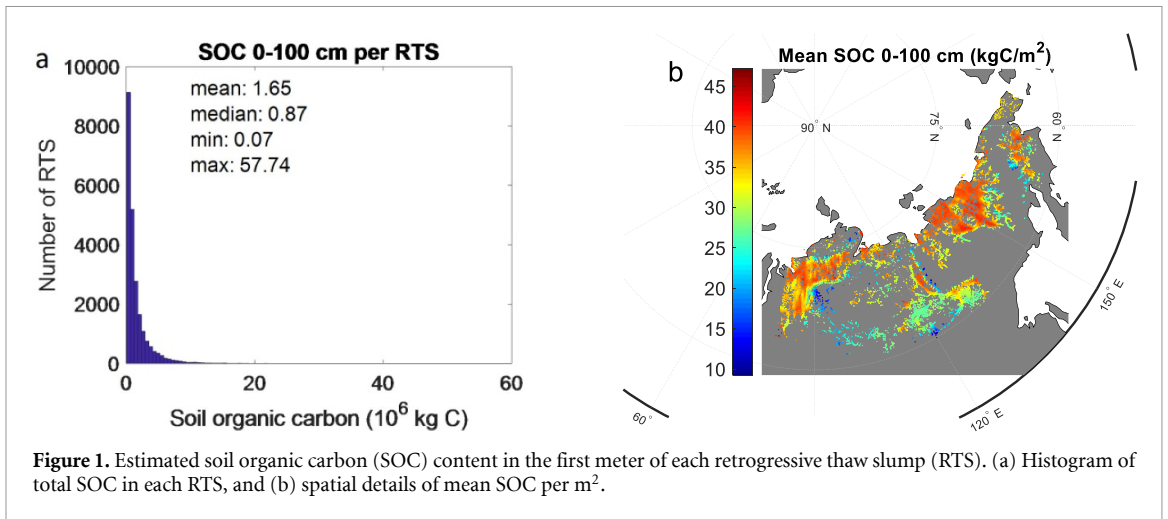 a
SOC 0-100 cm per RTS
10000
8000
6000
4000
2000
0
Number of RTS
mean: 1.65
median: 0.87
min: 0.07
max: 57.74
0 20 40 60
Soil organic carbon (10⁶ kg C)
b
Mean SOC 0-100 cm (kgC/m²)
45
40
35
30
25
20
15
10
90° N
75° N
60° N
150° E
120° E
60°
Figure 1. Estimated soil organic carbon (SOC) content in the first meter of each retrogressive thaw slump (RTS). (a) Histogram of
total SOC in each RTS, and (b) spatial details of mean SOC per m².